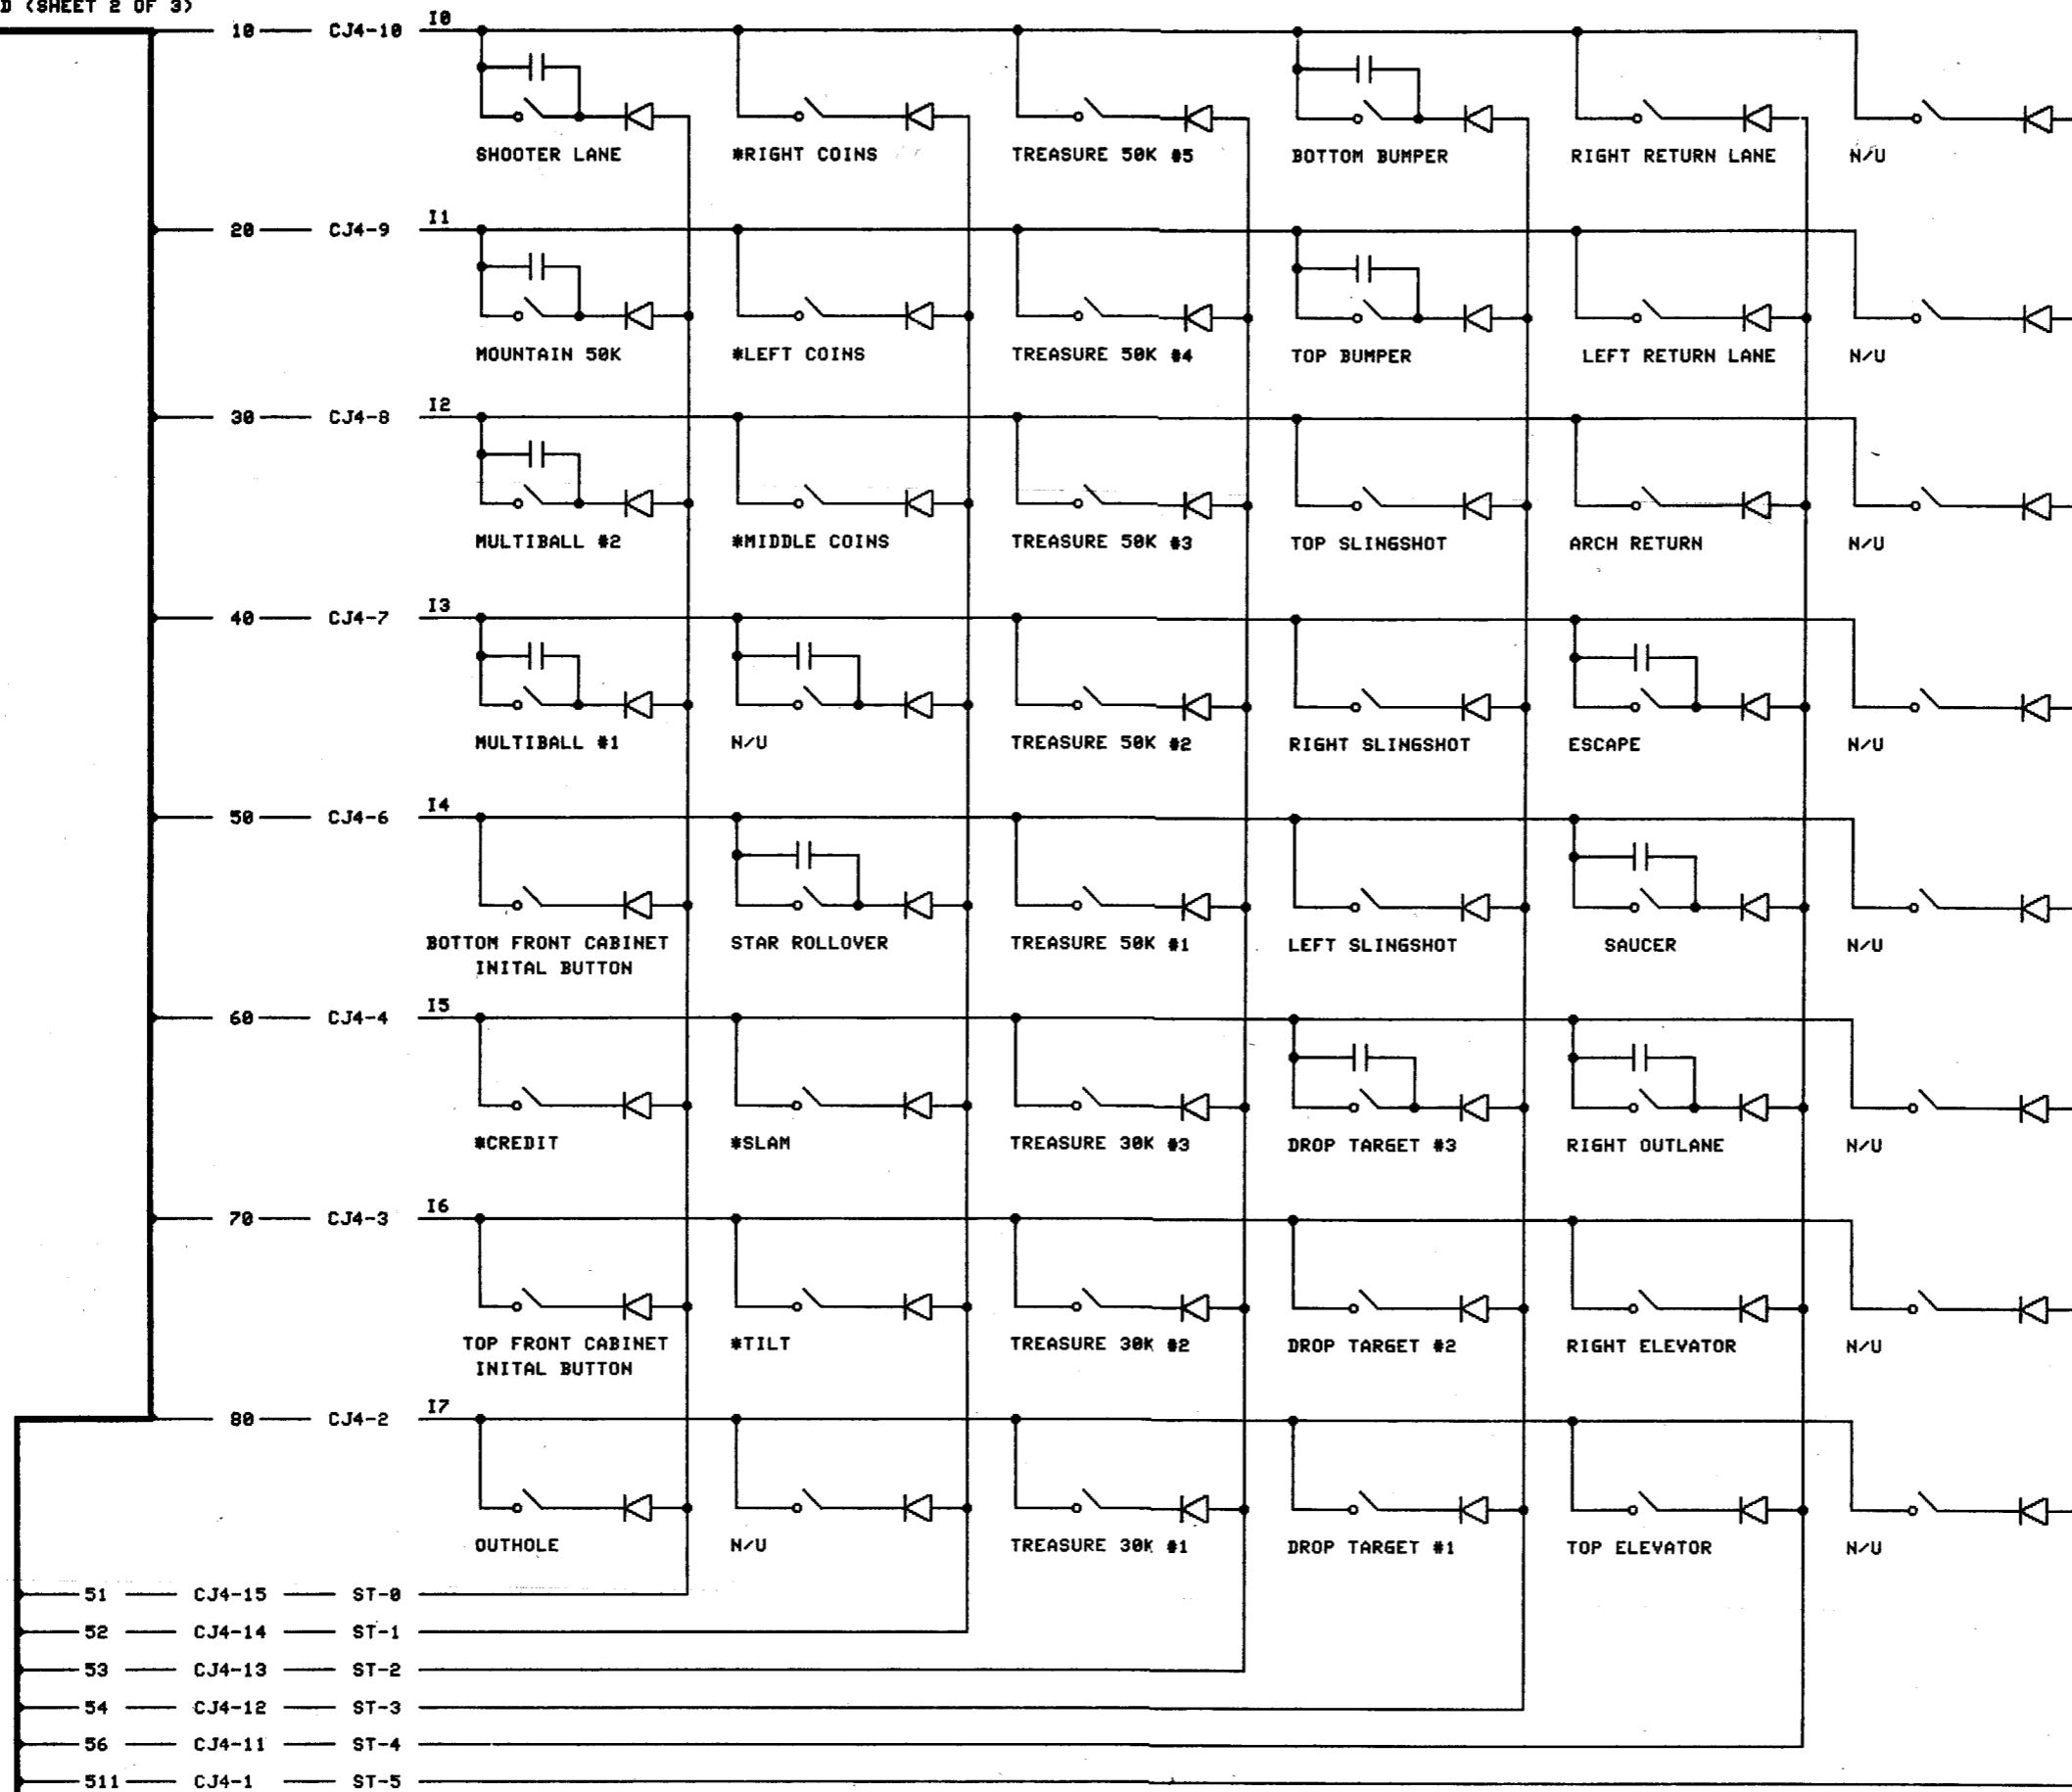 D (SHEET 2 OF 3)
10 CJ4-10 I0
SHOOTER LANE *RIGHT COINS TREASURE 50K #5 BOTTOM BUMPER RIGHT RETURN LANE N/U
20 CJ4-9 I1
MOUNTAIN 50K *LEFT COINS TREASURE 50K #4 TOP BUMPER LEFT RETURN LANE N/U
30 CJ4-8 I2
MULTIBALL #2 *MIDDLE COINS TREASURE 50K #3 TOP SLINGSHOT ARCH RETURN N/U
40 CJ4-7 I3
MULTIBALL #1 N/U TREASURE 50K #2 RIGHT SLINGSHOT ESCAPE N/U
50 CJ4-6 I4
BOTTOM FRONT CABINET STAR ROLLOVER TREASURE 50K #1 LEFT SLINGSHOT SAUCER N/U
INITAL BUTTON
60 CJ4-4 I5
*CREDIT *SLAM TREASURE 30K #3 DROP TARGET #3 RIGHT OUTLANE N/U
70 CJ4-3 I6
TOP FRONT CABINET *TILT TREASURE 30K #2 DROP TARGET #2 RIGHT ELEVATOR N/U
INITAL BUTTON
80 CJ4-2 I7
OUTHOLE N/U TREASURE 30K #1 DROP TARGET #1 TOP ELEVATOR N/U
51 CJ4-15 ST-0
52 CJ4-14 ST-1
53 CJ4-13 ST-2
54 CJ4-12 ST-3
56 CJ4-11 ST-4
511 CJ4-1 ST-5